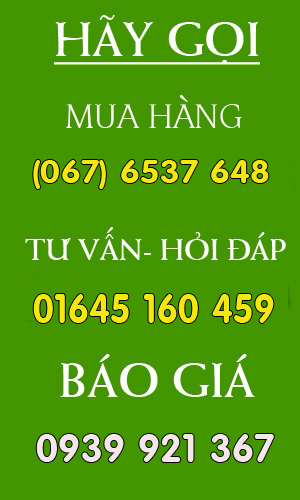 HÃY GỌI
MUA HÀNG
(067) 6537 648
TƯ VẤN- HỎI ĐÁP
01645 160 459
BÁO GIÁ
0939 921 367